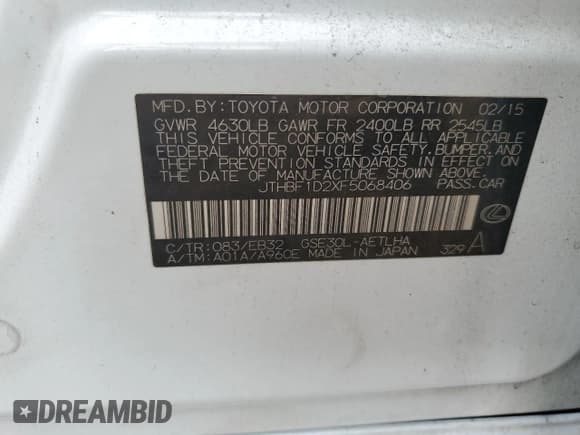 MFD. BY: TOYOTA MOTOR CORPORATION 02/15
GVWR 4630LB GAWR FR 2400LB RR 2545LB
THIS VEHICLE CONFORMS TO ALL APPLICABLE
FEDERAL MOTOR VEHICLE SAFETY, BUMPER, AND
THEFT PREVENTION STANDARDS IN EFFECT ON
THE DATE OF MANUFACTURE SHOWN ABOVE.
JTHBF1D2XF5068406 PASS.CAR
C/TR: 083/EB32 GSE30L-AETLHA
A/TM: A01A/A960E MADE IN JAPAN 329 A
DREAMBID